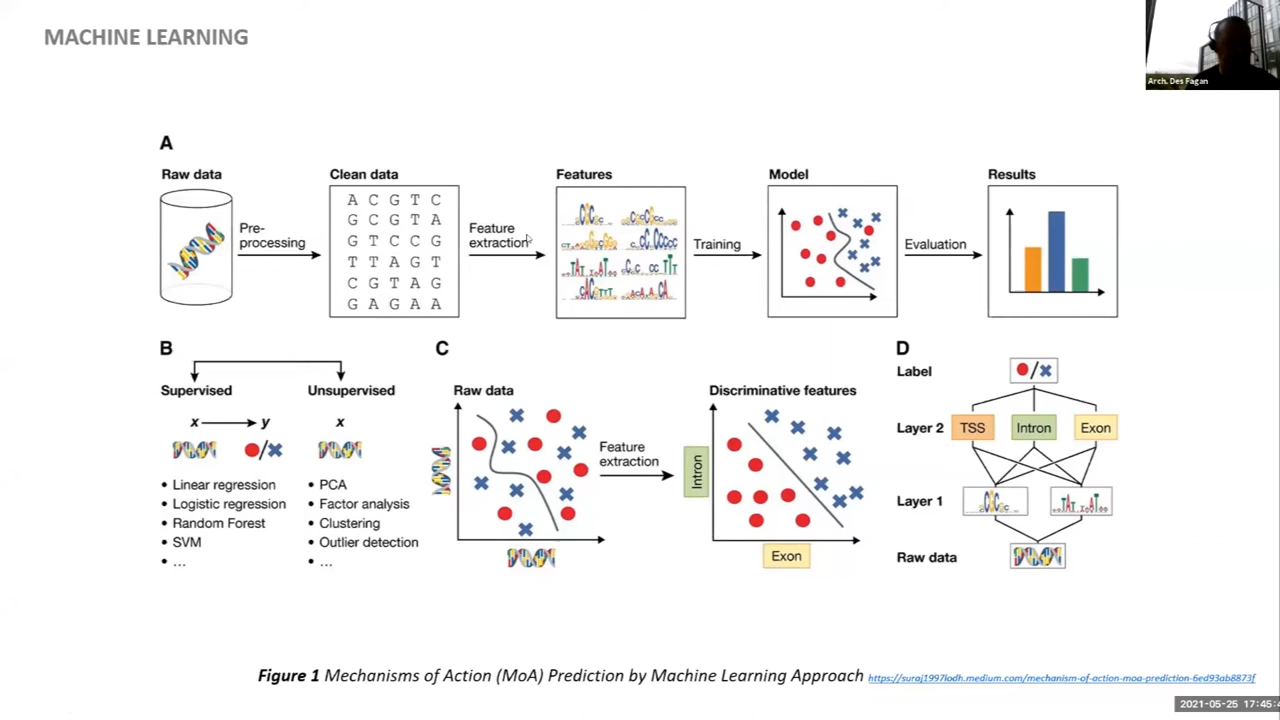 MACHINE LEARNING
Arch. Des Fagan
A
Raw data
Pre-
processing
Clean data
A C G T C
G C G T A
G T C C G
T T A G T
C G T A G
G A G A A
Feature
extraction
Features
Training
Model
Evaluation
Results
B
Supervised
x → y
/
• Linear regression
• Logistic regression
• Random Forest
• SVM
• ...
Unsupervised
x
• PCA
• Factor analysis
• Clustering
• Outlier detection
• ...
C
Raw data
Feature
extraction
Discriminative features
Intron
Exon
D
Label
/
Layer 2
TSS
Intron
Exon
Layer 1
Raw data
Figure 1 Mechanisms of Action (MoA) Prediction by Machine Learning Approach https://suraj1997lodh.medium.com/mechanism-of-action-moa-prediction-6ed93ab8873f
2021-05-25 17:45: